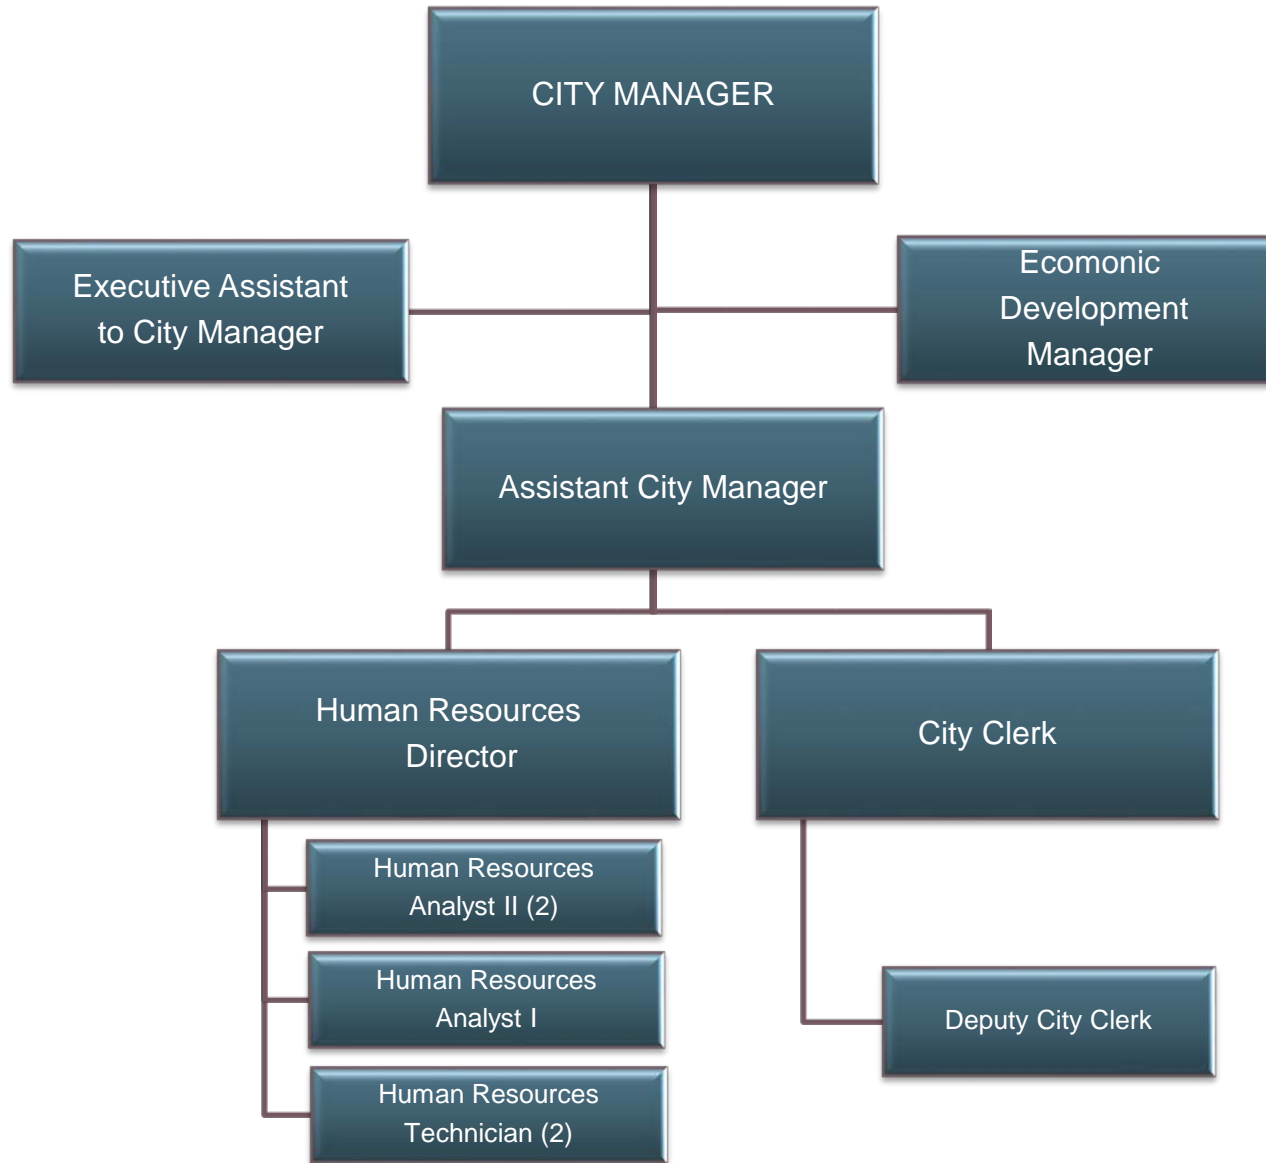 CITY MANAGER
Executive Assistant
to City Manager
Ecomonic
Development
Manager
Assistant City Manager
Human Resources
Director
City Clerk
Human Resources
Analyst II (2)
Human Resources
Analyst I
Human Resources
Technician (2)
Deputy City Clerk